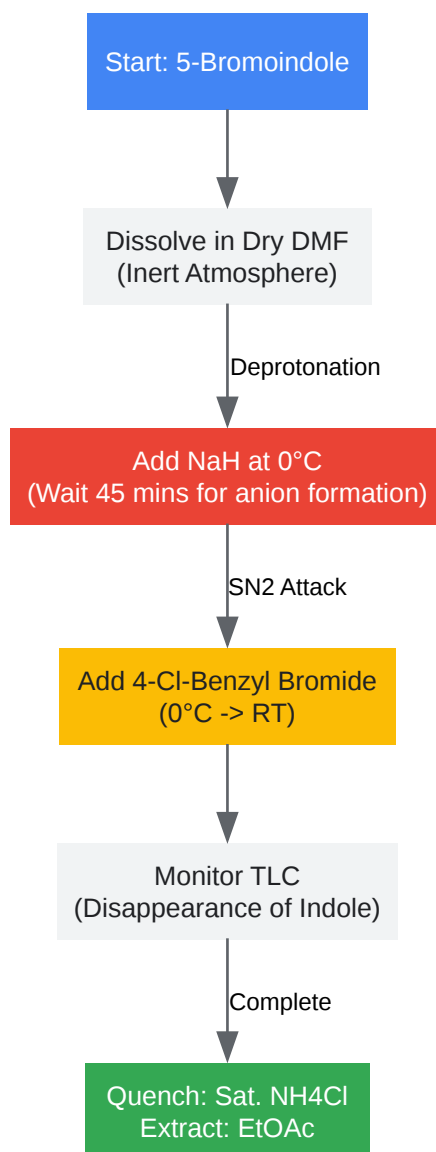 Start: 5-Bromoindole
Dissolve in Dry DMF
(Inert Atmosphere)
Deprotonation
Add NaH at 0°C
(Wait 45 mins for anion formation)
SN2 Attack
Add 4-Cl-Benzyl Bromide
(0°C -> RT)
Monitor TLC
(Disappearance of Indole)
Complete
Quench: Sat. NH4Cl
Extract: EtOAc